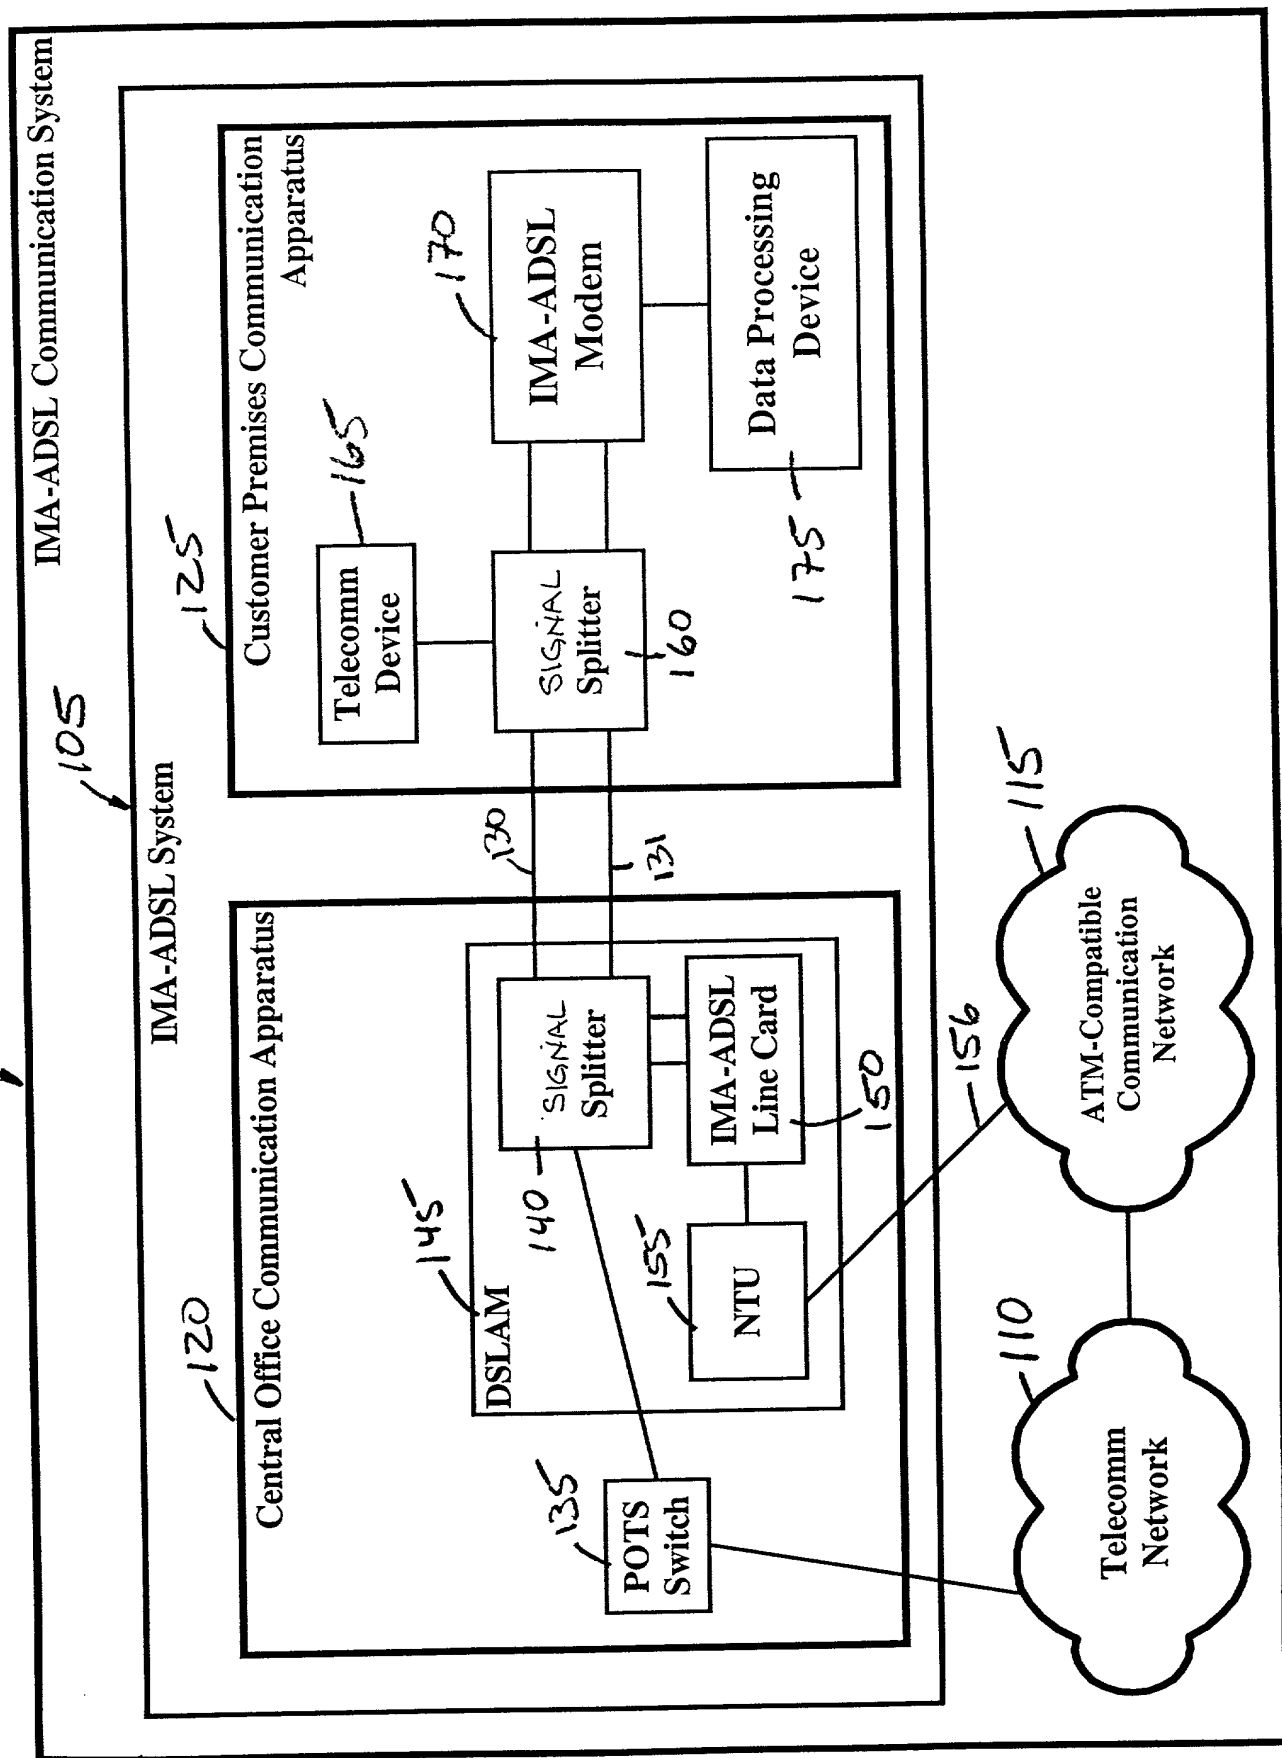 IMA-ADSL Communication System
105
IMA-ADSL System
120
Central Office Communication Apparatus
145
DSLAM
135
POTS
Switch
140
SIGNAL
Splitter
155
NTU
IMA-ADSL
Line Card
150
130
131
125
Customer Premises Communication
Apparatus
165
Telecomm
Device
SIGNAL
Splitter
160
170
IMA-ADSL
Modem
175
Data Processing
Device
156
110
Telecomm
Network
115
ATM-Compatible
Communication
Network